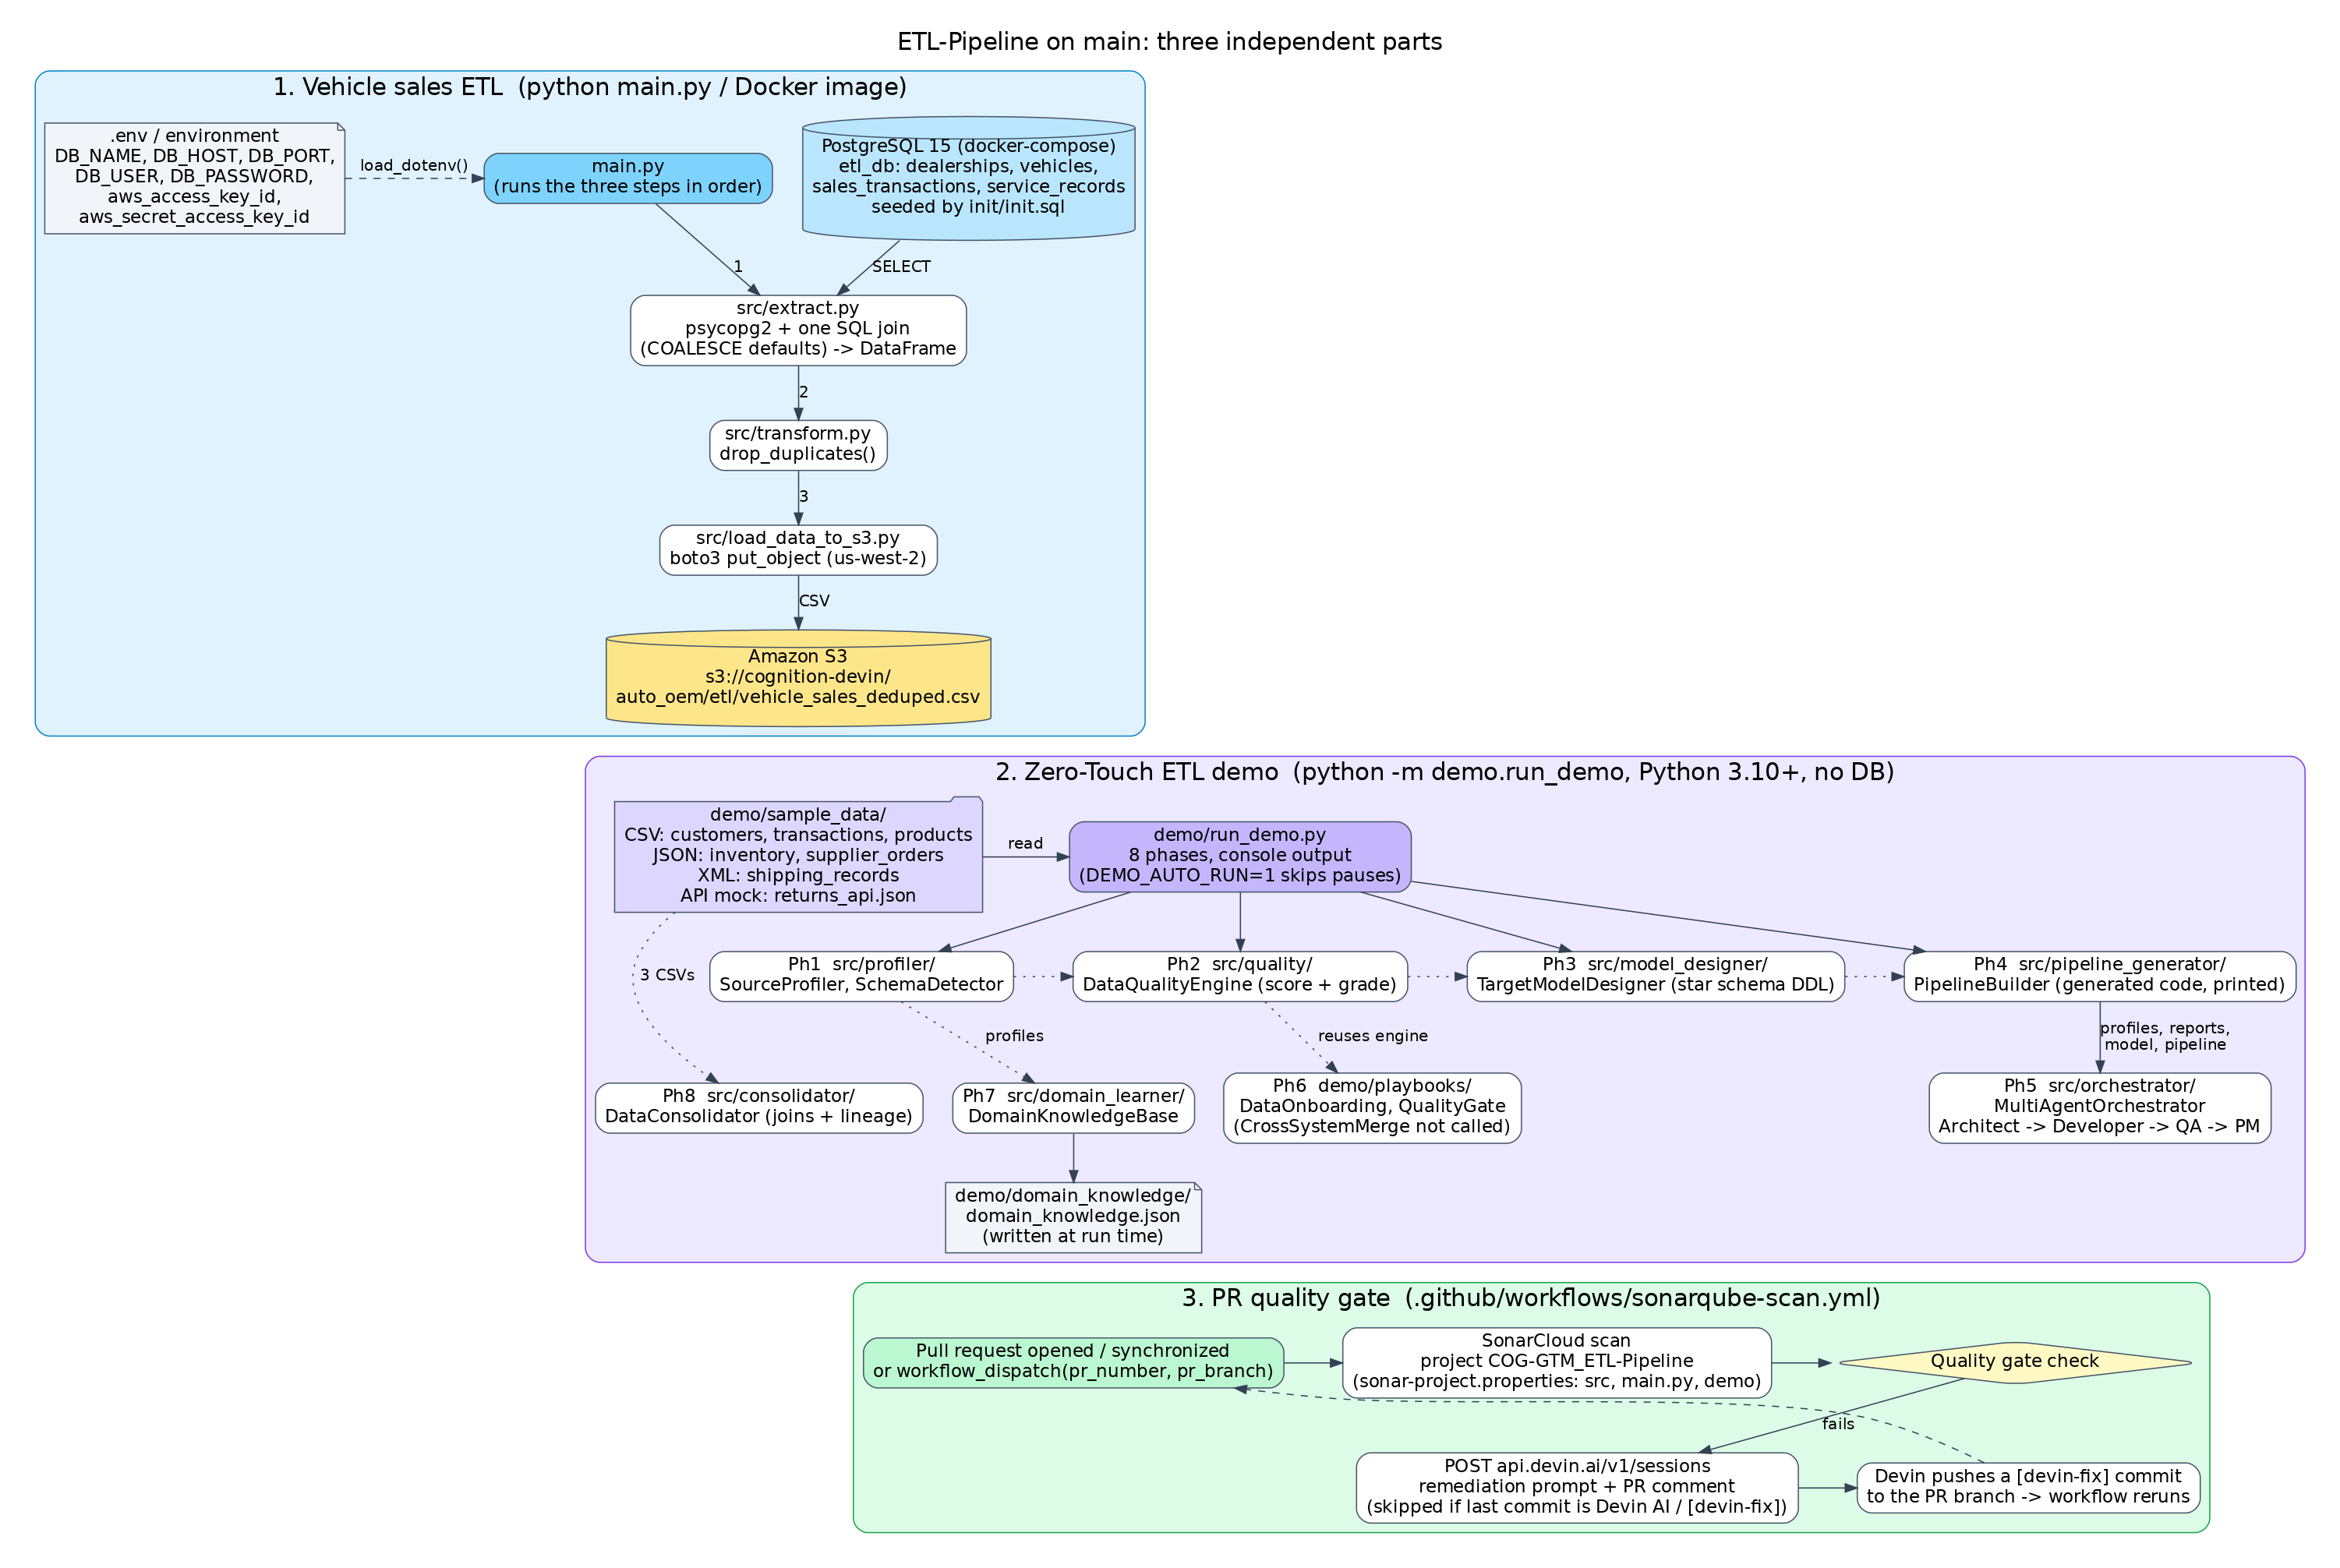 ETL-Pipeline on main: three independent parts
1. Vehicle sales ETL  (python main.py / Docker image)
.env / environment
DB_NAME, DB_HOST, DB_PORT,
DB_USER, DB_PASSWORD,
aws_access_key_id,
aws_secret_access_key_id
load_dotenv()
main.py
(runs the three steps in order)
PostgreSQL 15 (docker-compose)
etl_db: dealerships, vehicles,
sales_transactions, service_records
seeded by init/init.sql
1
SELECT
src/extract.py
psycopg2 + one SQL join
(COALESCE defaults) -> DataFrame
2
src/transform.py
drop_duplicates()
3
src/load_data_to_s3.py
boto3 put_object (us-west-2)
CSV
Amazon S3
s3://cognition-devin/
auto_oem/etl/vehicle_sales_deduped.csv
2. Zero-Touch ETL demo  (python -m demo.run_demo, Python 3.10+, no DB)
demo/sample_data/
CSV: customers, transactions, products
JSON: inventory, supplier_orders
XML: shipping_records
API mock: returns_api.json
read
demo/run_demo.py
8 phases, console output
(DEMO_AUTO_RUN=1 skips pauses)
3 CSVs
Ph1  src/profiler/
SourceProfiler, SchemaDetector
Ph2  src/quality/
DataQualityEngine (score + grade)
Ph3  src/model_designer/
TargetModelDesigner (star schema DDL)
Ph4  src/pipeline_generator/
PipelineBuilder (generated code, printed)
profiles
reuses engine
profiles, reports,
model, pipeline
Ph8  src/consolidator/
DataConsolidator (joins + lineage)
Ph7  src/domain_learner/
DomainKnowledgeBase
Ph6  demo/playbooks/
DataOnboarding, QualityGate
(CrossSystemMerge not called)
Ph5  src/orchestrator/
MultiAgentOrchestrator
Architect -> Developer -> QA -> PM
demo/domain_knowledge/
domain_knowledge.json
(written at run time)
3. PR quality gate  (.github/workflows/sonarqube-scan.yml)
Pull request opened / synchronized
or workflow_dispatch(pr_number, pr_branch)
SonarCloud scan
project COG-GTM_ETL-Pipeline
(sonar-project.properties: src, main.py, demo)
Quality gate check
fails
POST api.devin.ai/v1/sessions
remediation prompt + PR comment
(skipped if last commit is Devin AI / [devin-fix])
Devin pushes a [devin-fix] commit
to the PR branch -> workflow reruns